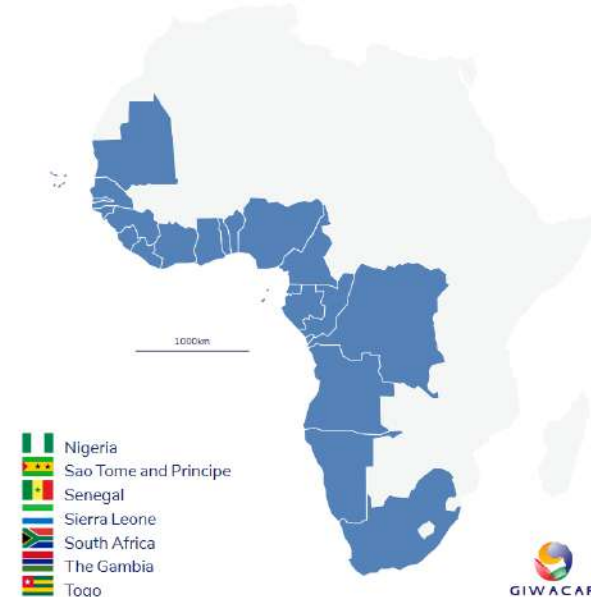 1000km
Nigeria
Sao Tome and Principe
Senegal
Sierra Leone
South Africa
The Gambia
Togo
GIWACAF